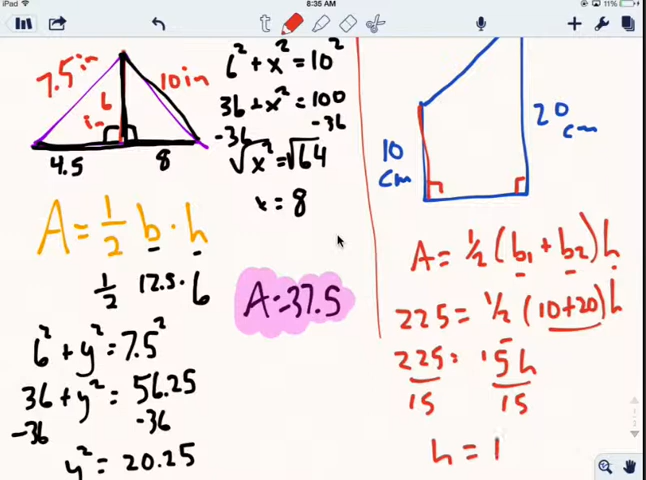 iPad
8:35 AM
11%
7.5in
10in
6
in
4.5
8
6² + x² = 10²
36 + x² = 100
-36
-36
√x² = √64
x = 8
A = 1/2 b · h
1/2 12.5 · 6
A = 37.5
6² + y² = 7.5²
36 + y² = 56.25
-36
-36
y² = 20.25
10
cm
20
cm
A = 1/2 (b1 + b2) h
225 = 1/2 (10+20) h
225 = 15h
15
15
h = 1